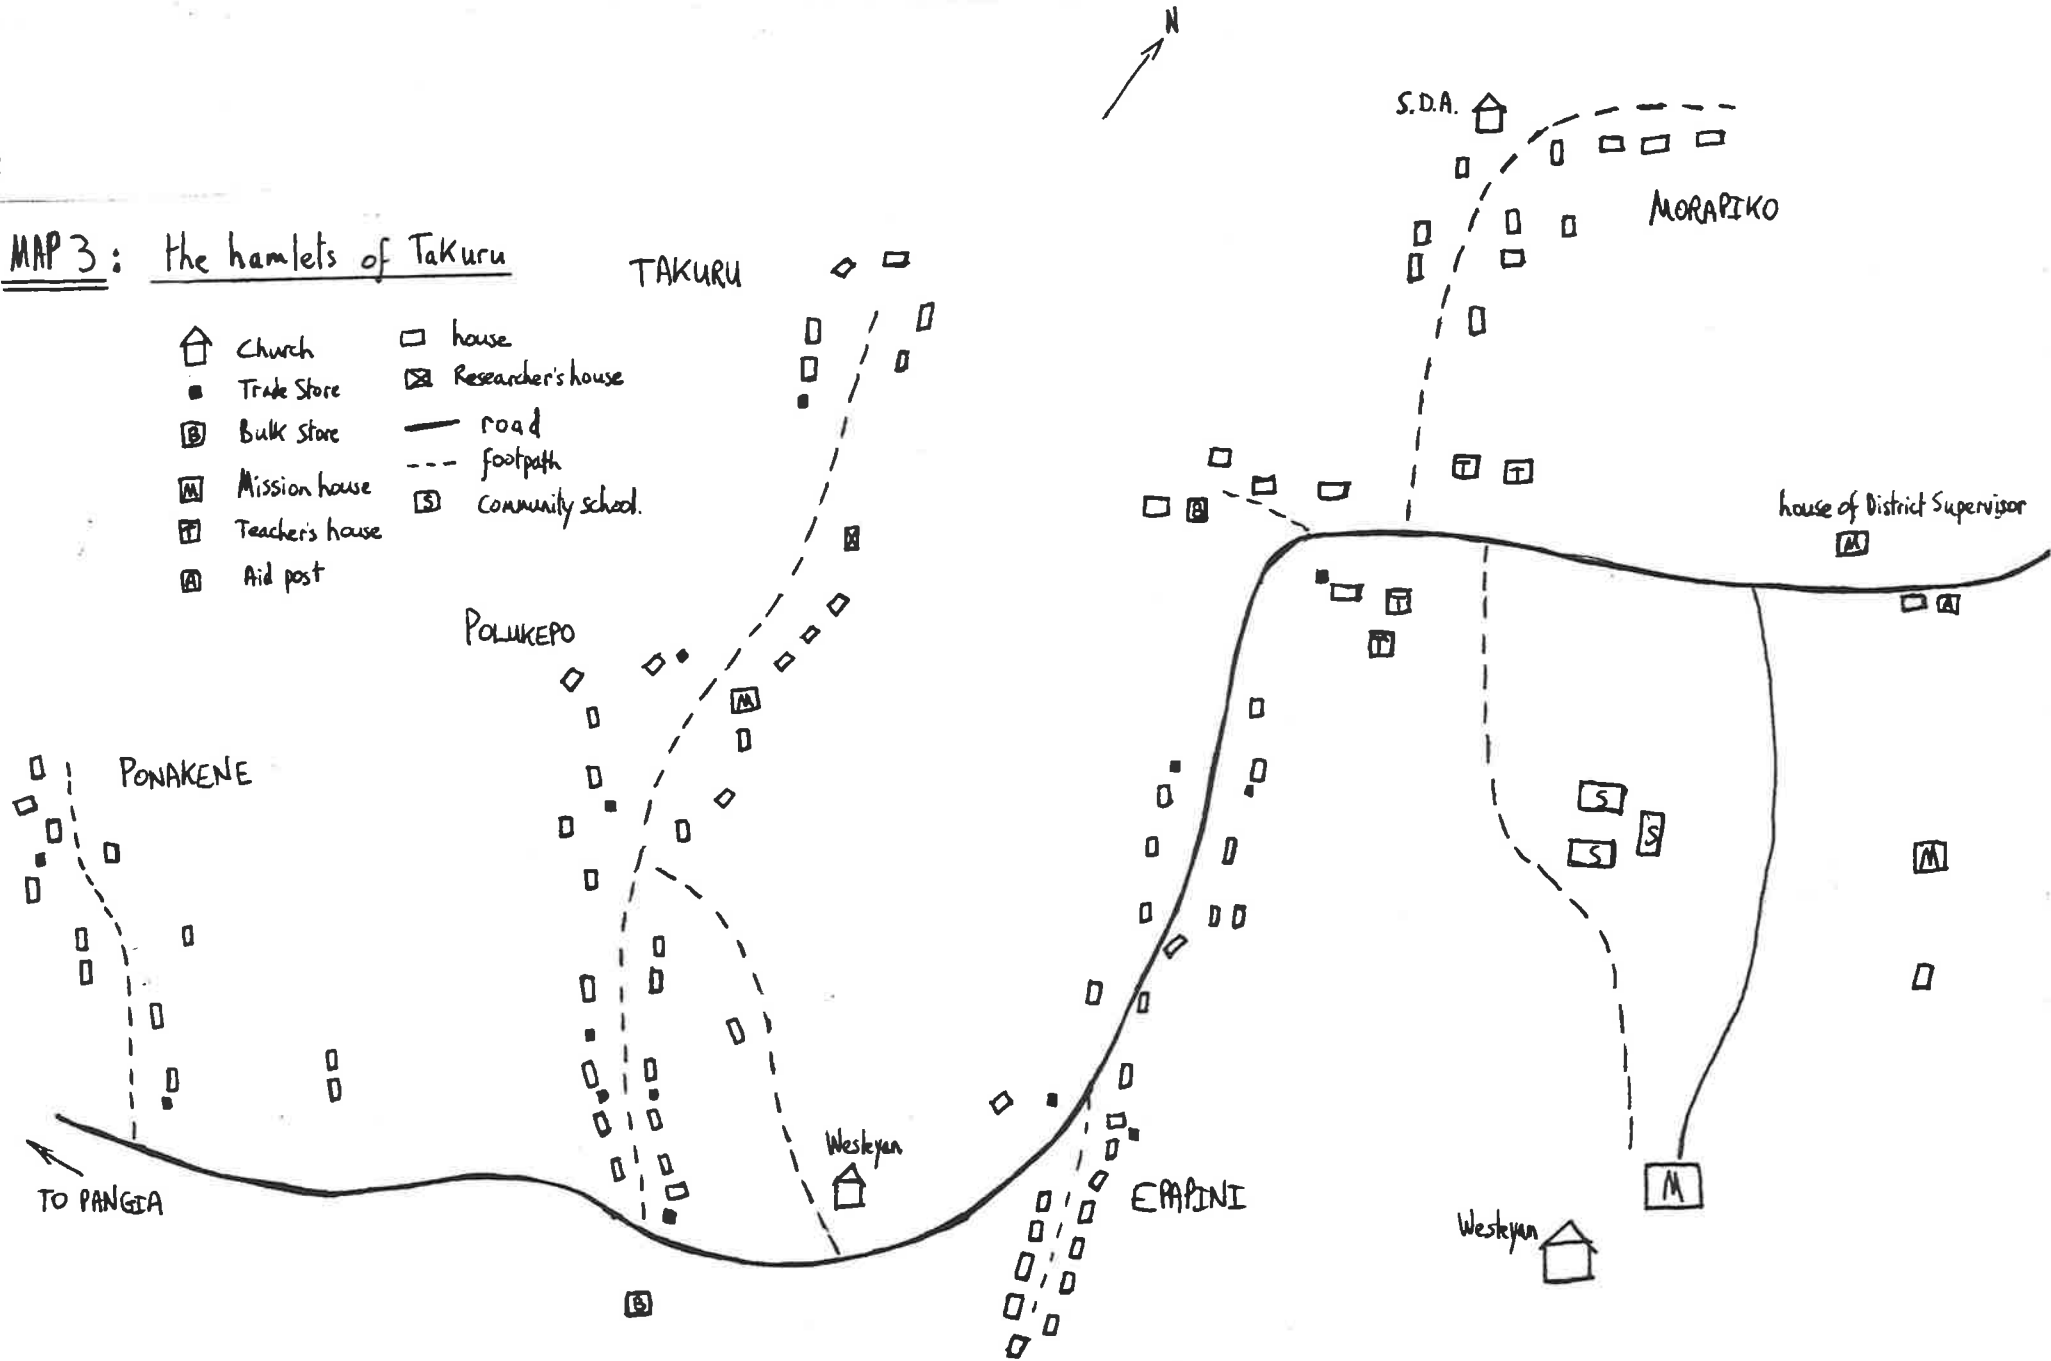 N
S.D.A.
MORAPIKO
MAP 3: the hamlets of Takuru
TAKURU
Church
house
Trade Store
Researcher's house
B Bulk Store
road
footpath
M Mission house
S Community school.
T Teacher's house
A Aid post
T T
B
house of District Supervisor
M
T
A
T
POLUKEPO
M
PONAKENE
S
S
S
M
Wesleyan
TO PANGIA
EPAPINI
M
Wesleyan
B